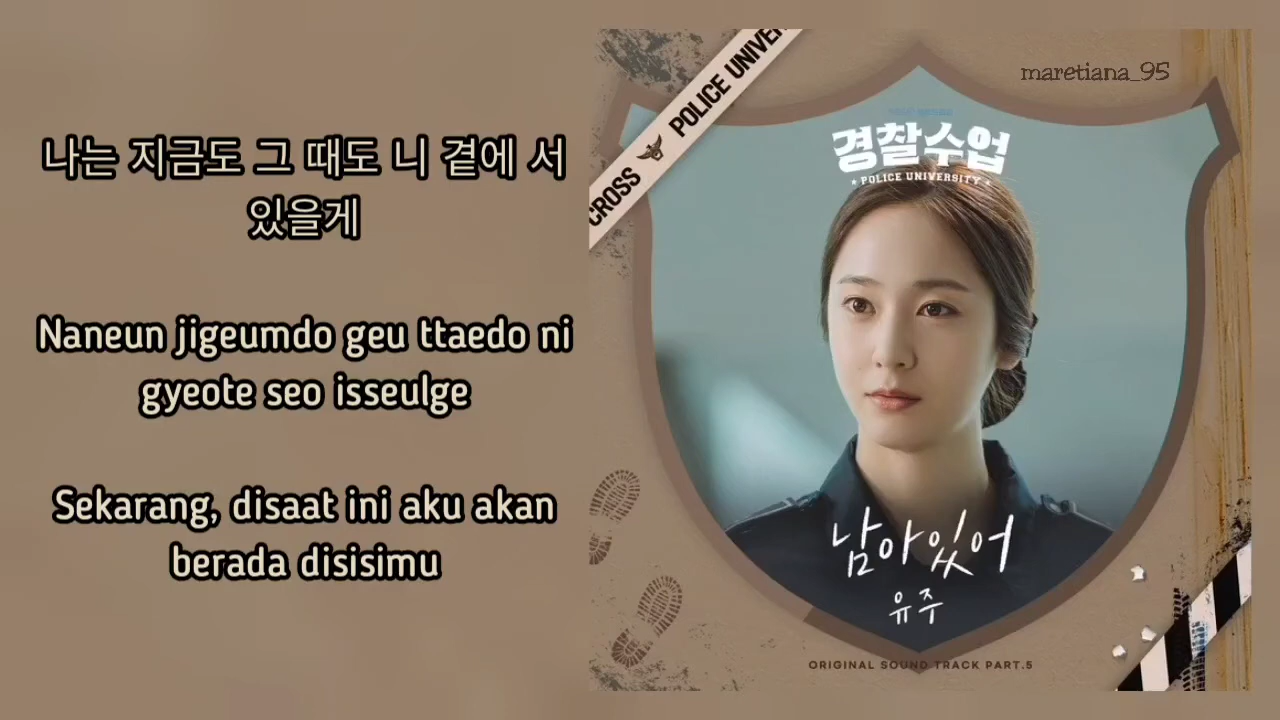 나는 지금도 그 때도 니 곁에 서
있을게
Naneun jigeumdo geu ttaedo ni
gyeote seo isseulge
Sekarang, disaat ini aku akan
berada disisimu
maretiana_95
CROSS POLICE UNIVER
경찰수업
POLICE UNIVERSITY
남아있어
유주
ORIGINAL SOUND TRACK PART.5